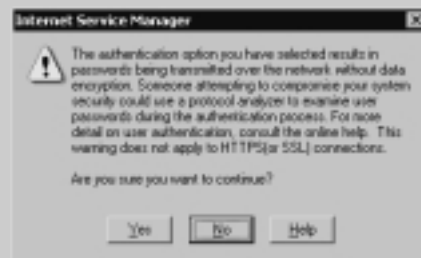 Internet Service Manager
The authentication option you have selected results in
passwords being transmitted over the network without data
encryption. Someone attempting to compromise your system
security could use a protocol analyzer to examine user
passwords during the authentication process. For more
detail on user authentication, consult the online help. This
warning does not apply to HTTPS(or SSL) connections.
Are you sure you want to continue?
Yes No Help